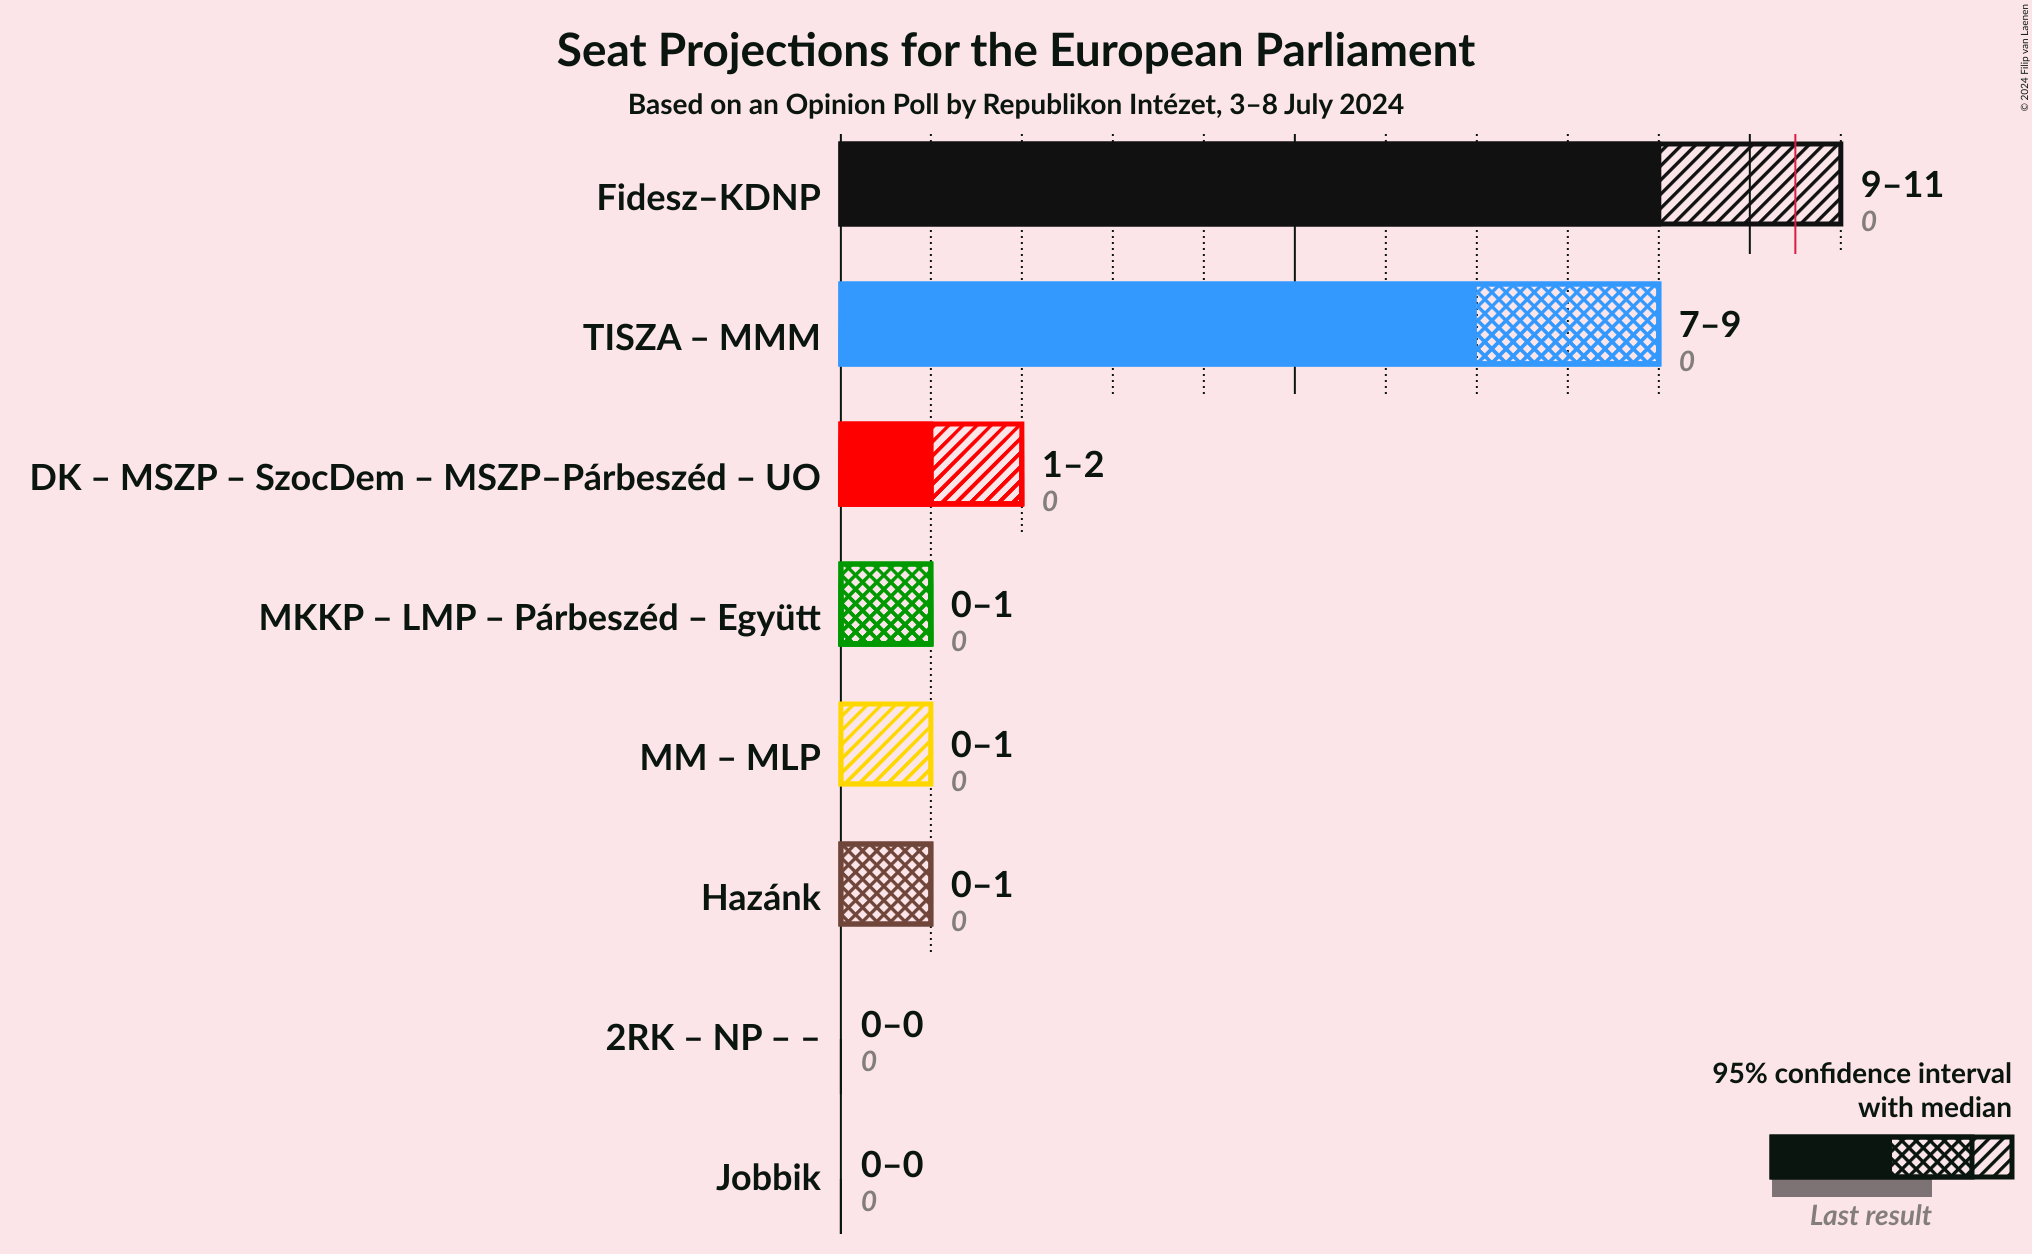 Seat Projections for the European Parliament
Based on an Opinion Poll by Republikon Intézet, 3–8 July 2024
© 2024 Filip van Laenen
Fidesz–KDNP
9–11
0
TISZA – MMM
7–9
0
DK – MSZP – SzocDem – MSZP–Párbeszéd – UO
1–2
0
MKKP – LMP – Párbeszéd – Együtt
0–1
0
MM – MLP
0–1
0
Hazánk
0–1
0
2RK – NP – –
0–0
0
Jobbik
0–0
0
95% confidence interval
with median
Last result